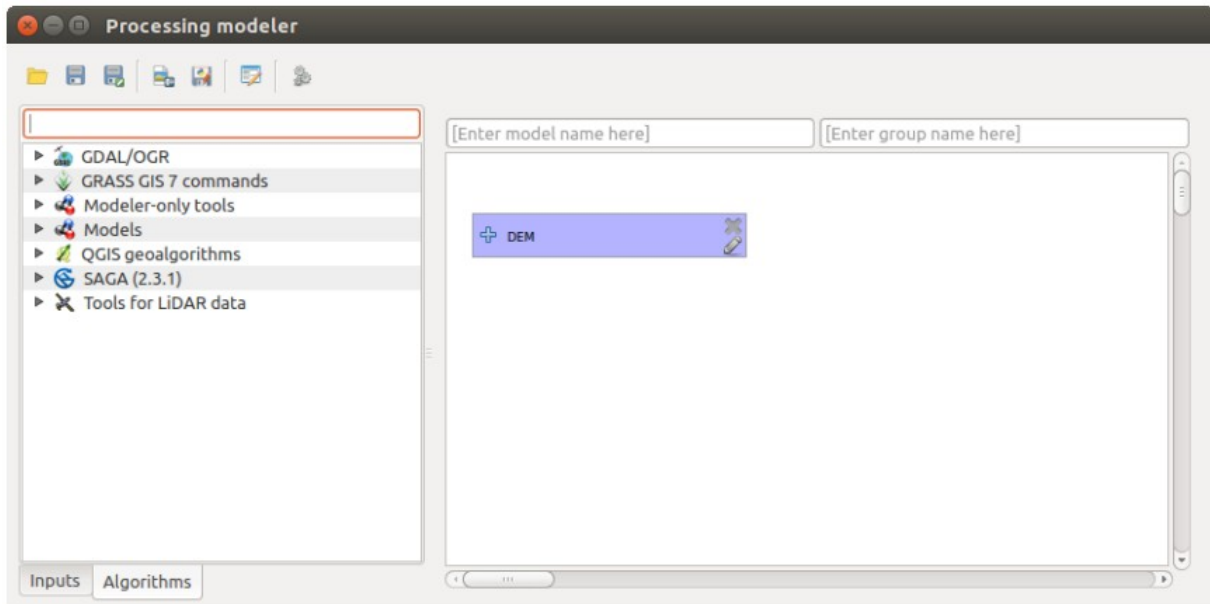 Processing modeler
[Enter model name here]
[Enter group name here]
GDAL/OGR
GRASS GIS 7 commands
Modeler-only tools
Models
QGIS geoalgorithms
SAGA (2.3.1)
Tools for LiDAR data
DEM
Inputs
Algorithms